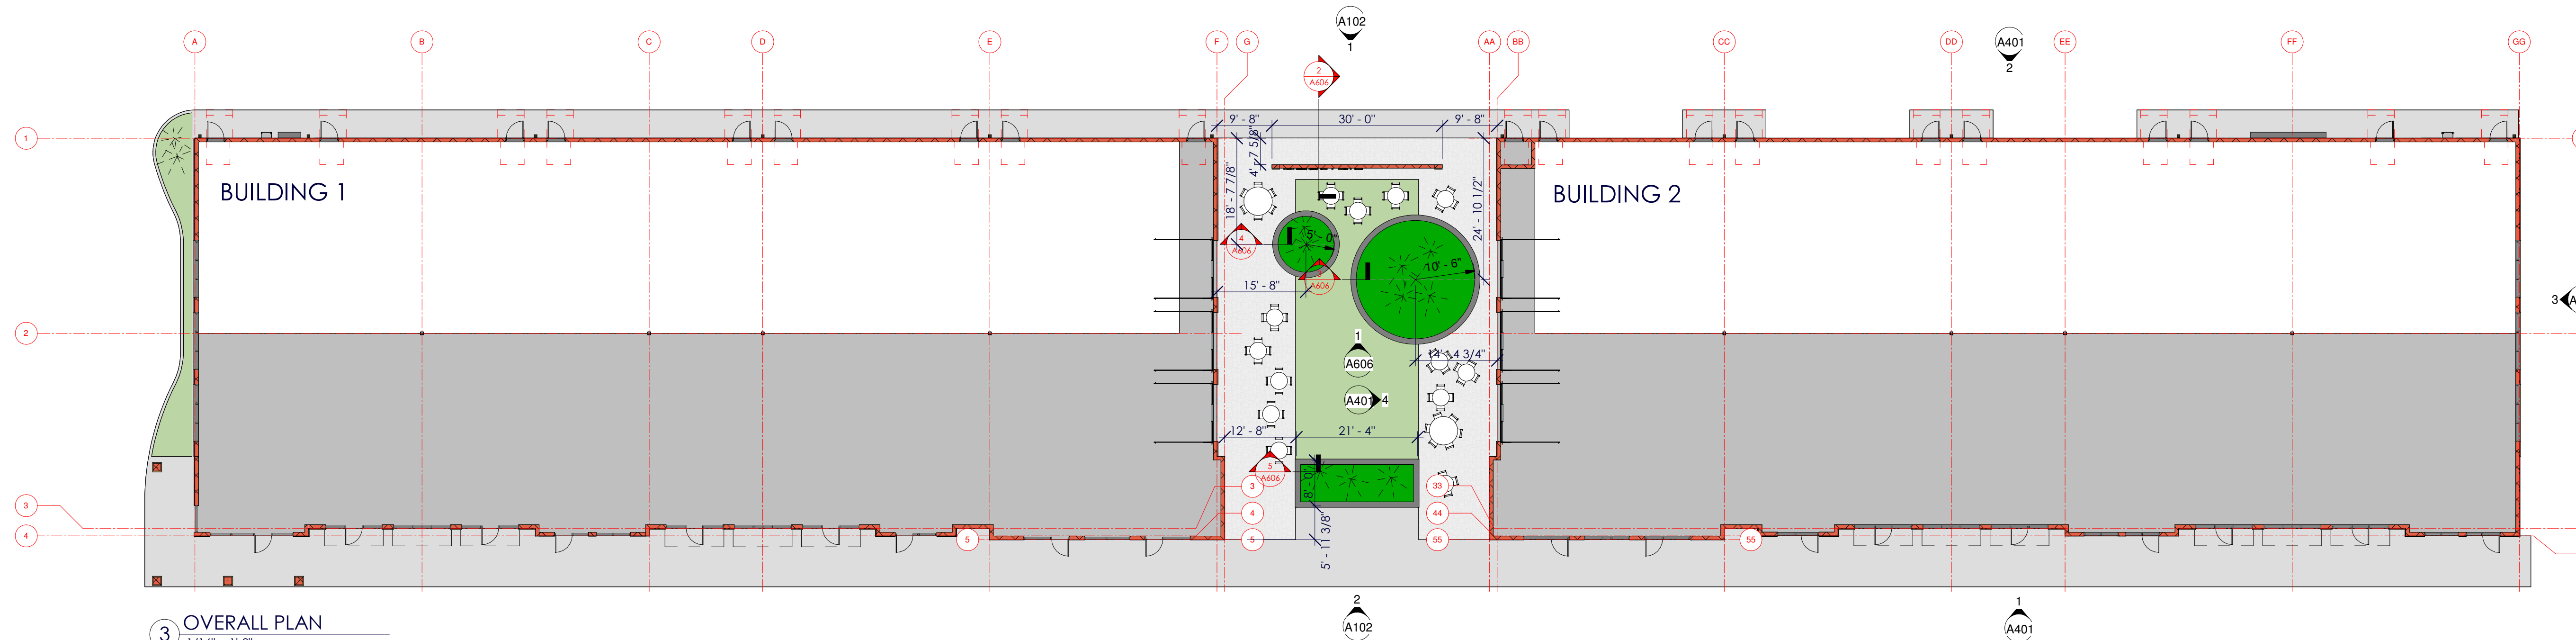 A102
1
A B C D E F G AA BB CC DD EE FF GG
A401
2
2
A606
1
9' - 8" 30' - 0" 9' - 8"
4' 7 5/8"
18' - 7 7/8"
24' - 10 1/2"
BUILDING 1
BUILDING 2
4
A606
5' - 0"
10' - 6"
A606
15' - 8"
3
2
1
A606
14' - 4 3/4"
A401 4
12' - 8" 21' - 4"
5
A606
8' - 0"
3 33
3
4 44
4
5 5 55 55
5' - 11 3/8"
3 OVERALL PLAN
2
A102
1
A401